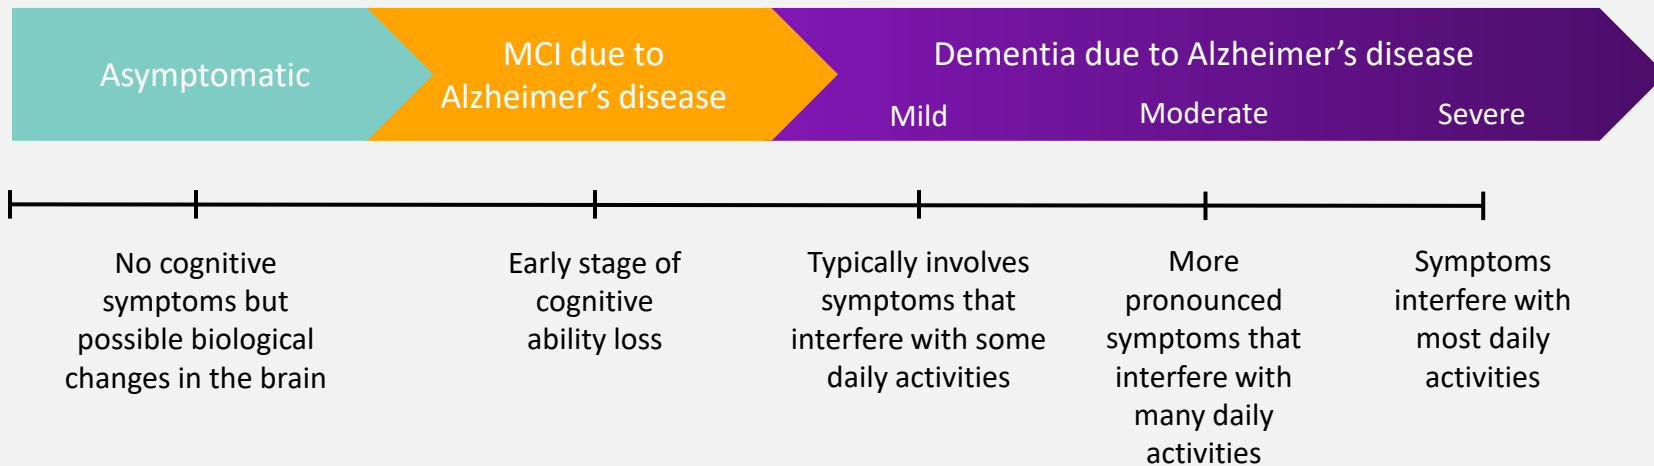 Asymptomatic
MCI due to
Alzheimer’s disease
Dementia due to Alzheimer’s disease
Mild
Moderate
Severe
No cognitive
symptoms but
possible biological
changes in the brain
Early stage of
cognitive
ability loss
Typically involves
symptoms that
interfere with some
daily activities
More
pronounced
symptoms that
interfere with
many daily
activities
Symptoms
interfere with
most daily
activities